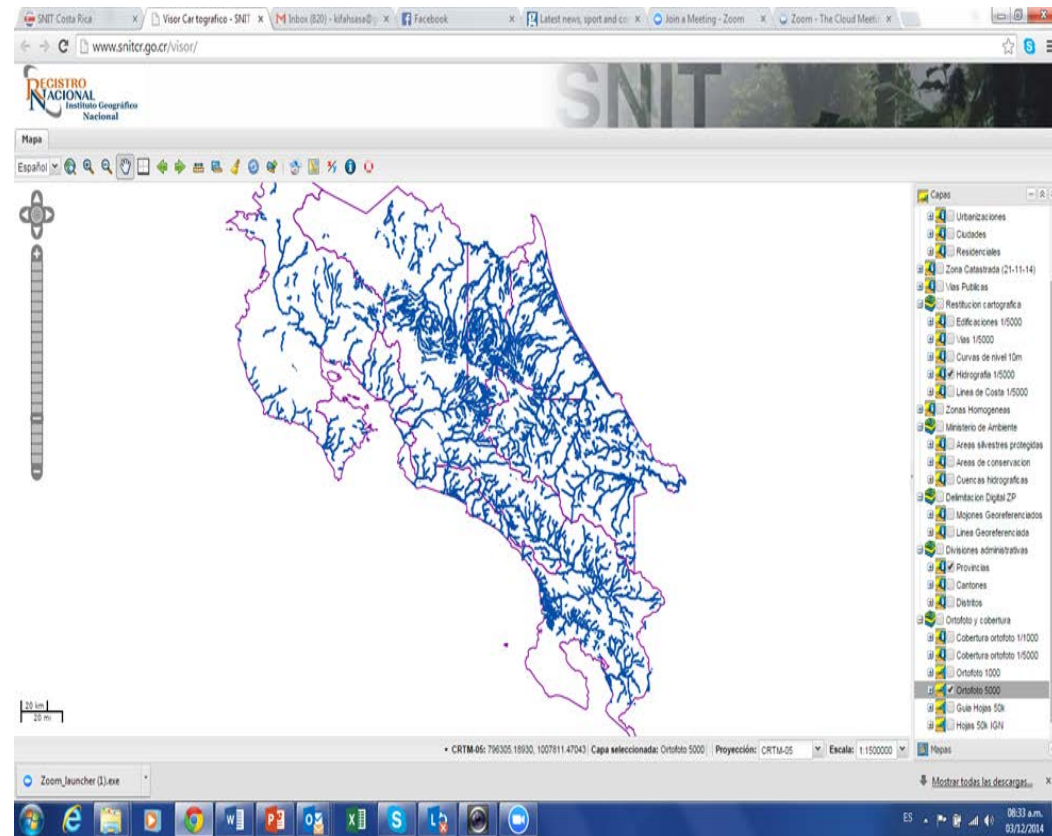 SNIT Costa Rica
Visor Cartografico - SNIT
Inbox (820) - kifahsasa@
Facebook
Latest news, sport and co
Join a Meeting - Zoom
Zoom - The Cloud Meeti
www.snitcr.go.cr/visor/
REGISTRO
NACIONAL
Instituto Geográfico
Nacional
SNIT
Mapa
Español
Capas
Urbanizaciones
Ciudades
Residenciales
Zona Catastrada (21-11-14)
Vias Publicas
Restitucion cartografica
Edificaciones 1/5000
Vias 1/5000
Curvas de nivel 10m
Hidrografia 1/5000
Linea de Costa 1/5000
Zonas Homogeneas
Ministerio de Ambiente
Areas silvestres protegidas
Areas de conservacion
Cuencas hidrograficas
Delimitacion Digital ZP
Mojones Georeferenciados
Linea Georeferenciada
Divisiones administrativas
Provincias
Cantones
Distritos
Ortofoto y cobertura
Cobertura ortofoto 1/1000
Cobertura ortofoto 1/5000
Ortofoto 1000
Ortofoto 5000
Guia Hojas 50k
Hojas 50k IGN
20 km
20 mi
CRTM-05: 796305.18930, 1007811.47043 Capa seleccionada: Ortofoto 5000 Proyección: CRTM-05 Escala: 1:1500000
Mapas
Zoom_launcher (1).exe
Mostrar todas las descargas...
ES
08:33 a.m.
03/12/2014